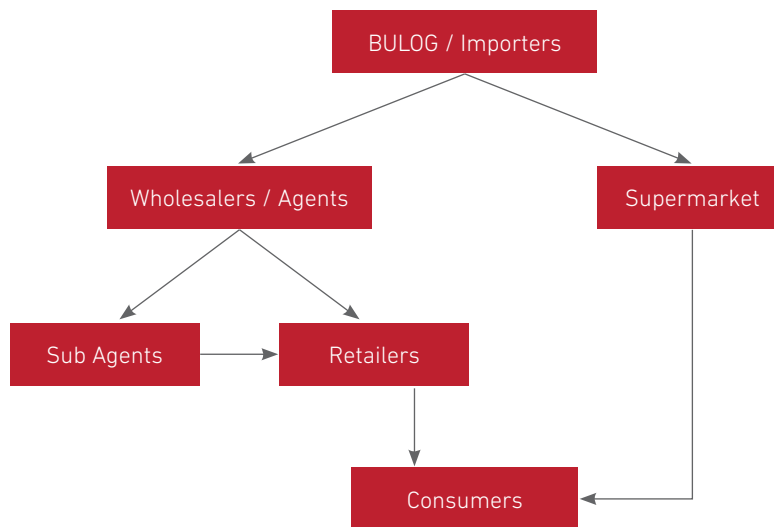 BULOG / Importers
Wholesalers / Agents
Supermarket
Sub Agents
Retailers
Consumers